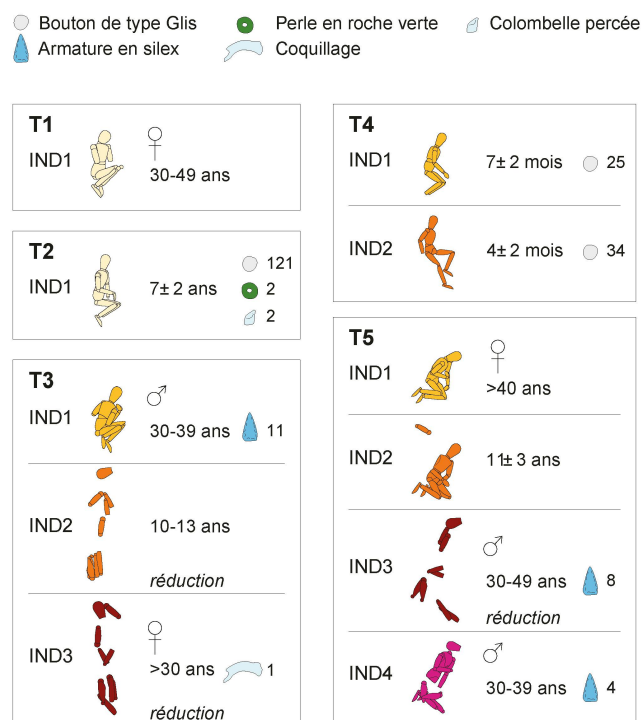 Bouton de type Glis
Perle en roche verte
Colombelle percée
Armature en silex
Coquillage
T1
IND1
30-49 ans
T2
IND1
7± 2 ans
121
2
2
T3
IND1
30-39 ans
11
IND2
10-13 ans
réduction
IND3
>30 ans
1
réduction
T4
IND1
7± 2 mois
25
IND2
4± 2 mois
34
T5
IND1
>40 ans
IND2
11± 3 ans
IND3
30-49 ans
8
réduction
IND4
30-39 ans
4